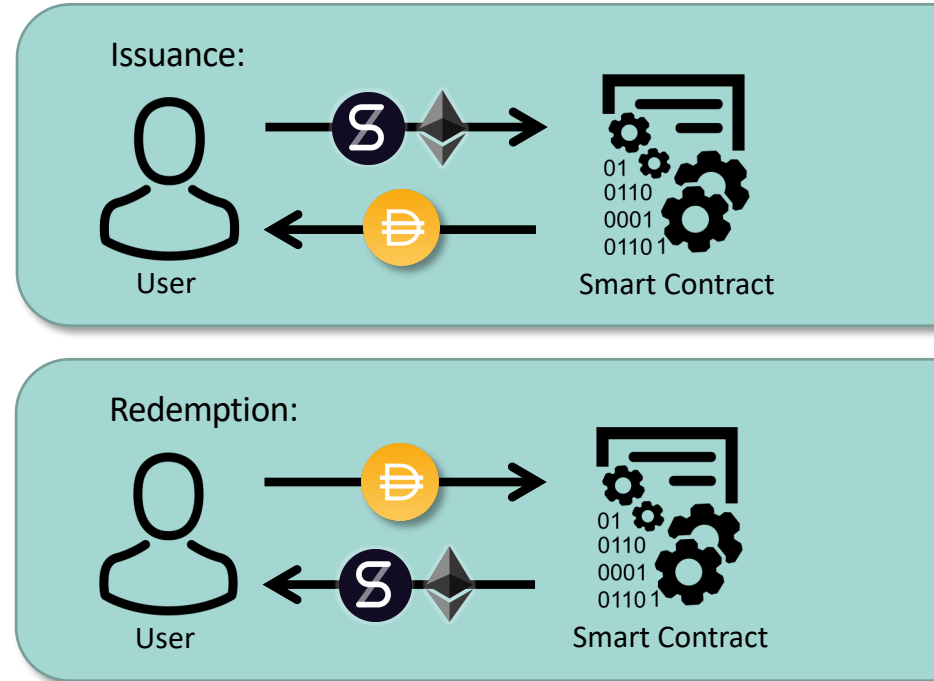 Issuance:
01
0110
0001
0110 1
User
Smart Contract
Redemption:
01
0110
0001
0110 1
User
Smart Contract